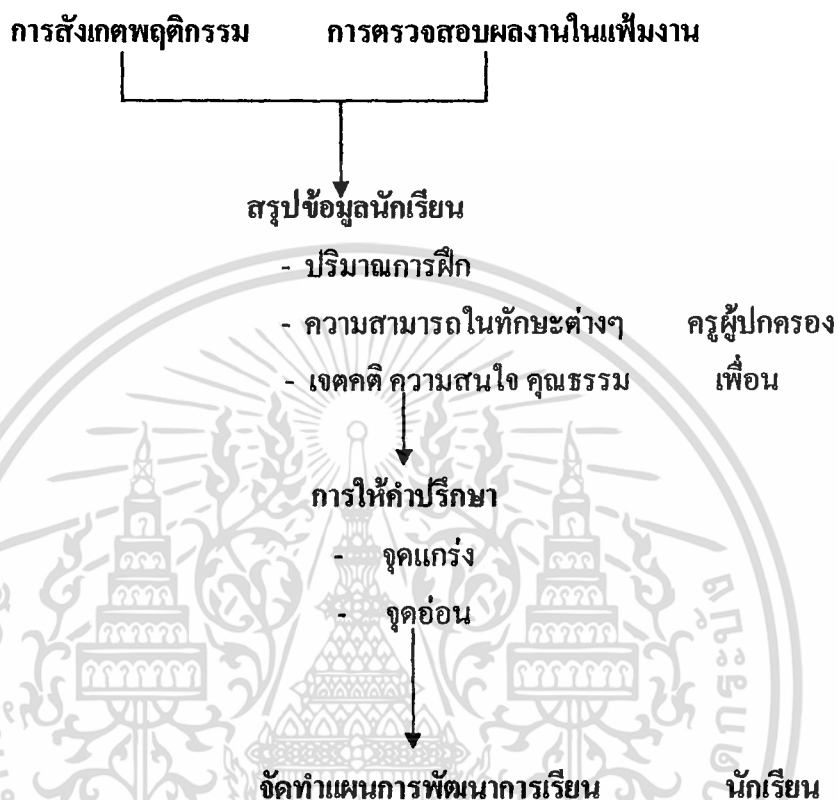 การสังเกตพฤติกรรม การตรวจสอบผลงานในแฟ้มงาน
สรุปข้อมูลนักเรียน
- ปริมาณการฝึก
- ความสามารถในทักษะต่างๆ ครูผู้ปกครอง
- เจตคติ ความสนใจ คุณธรรม เพื่อน
การให้คำปรึกษา
- จุดแกร่ง
- จุดอ่อน
จัดทำแผนการพัฒนาการเรียน นักเรียน